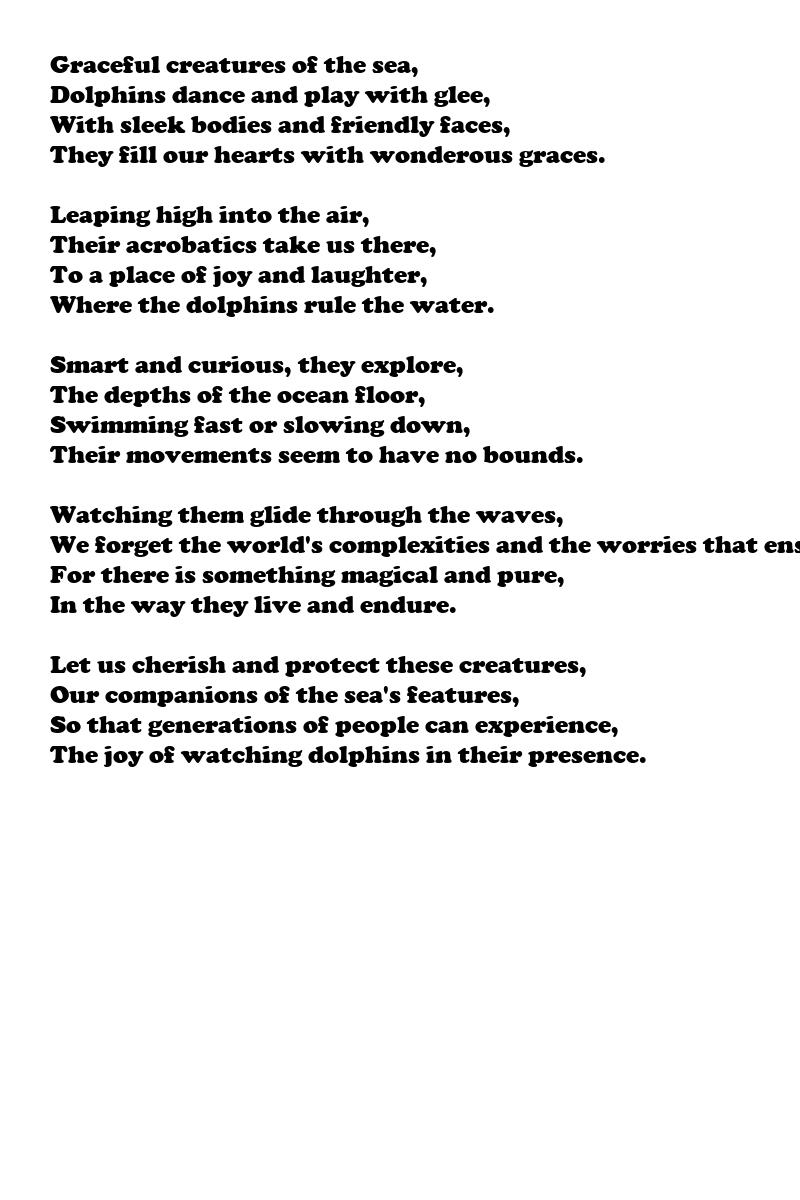 Graceful creatures of the sea,
Dolphins dance and play with glee,
With sleek bodies and friendly faces,
They fill our hearts with wonderous graces.

Leaping high into the air,
Their acrobatics take us there,
To a place of joy and laughter,
Where the dolphins rule the water.

Smart and curious, they explore,
The depths of the ocean floor,
Swimming fast or slowing down,
Their movements seem to have no bounds.

Watching them glide through the waves,
We forget the world's complexities and the worries that
For there is something magical and pure,
In the way they live and endure.

Let us cherish and protect these creatures,
Our companions of the sea's features,
So that generations of people can experience,
The joy of watching dolphins in their presence.